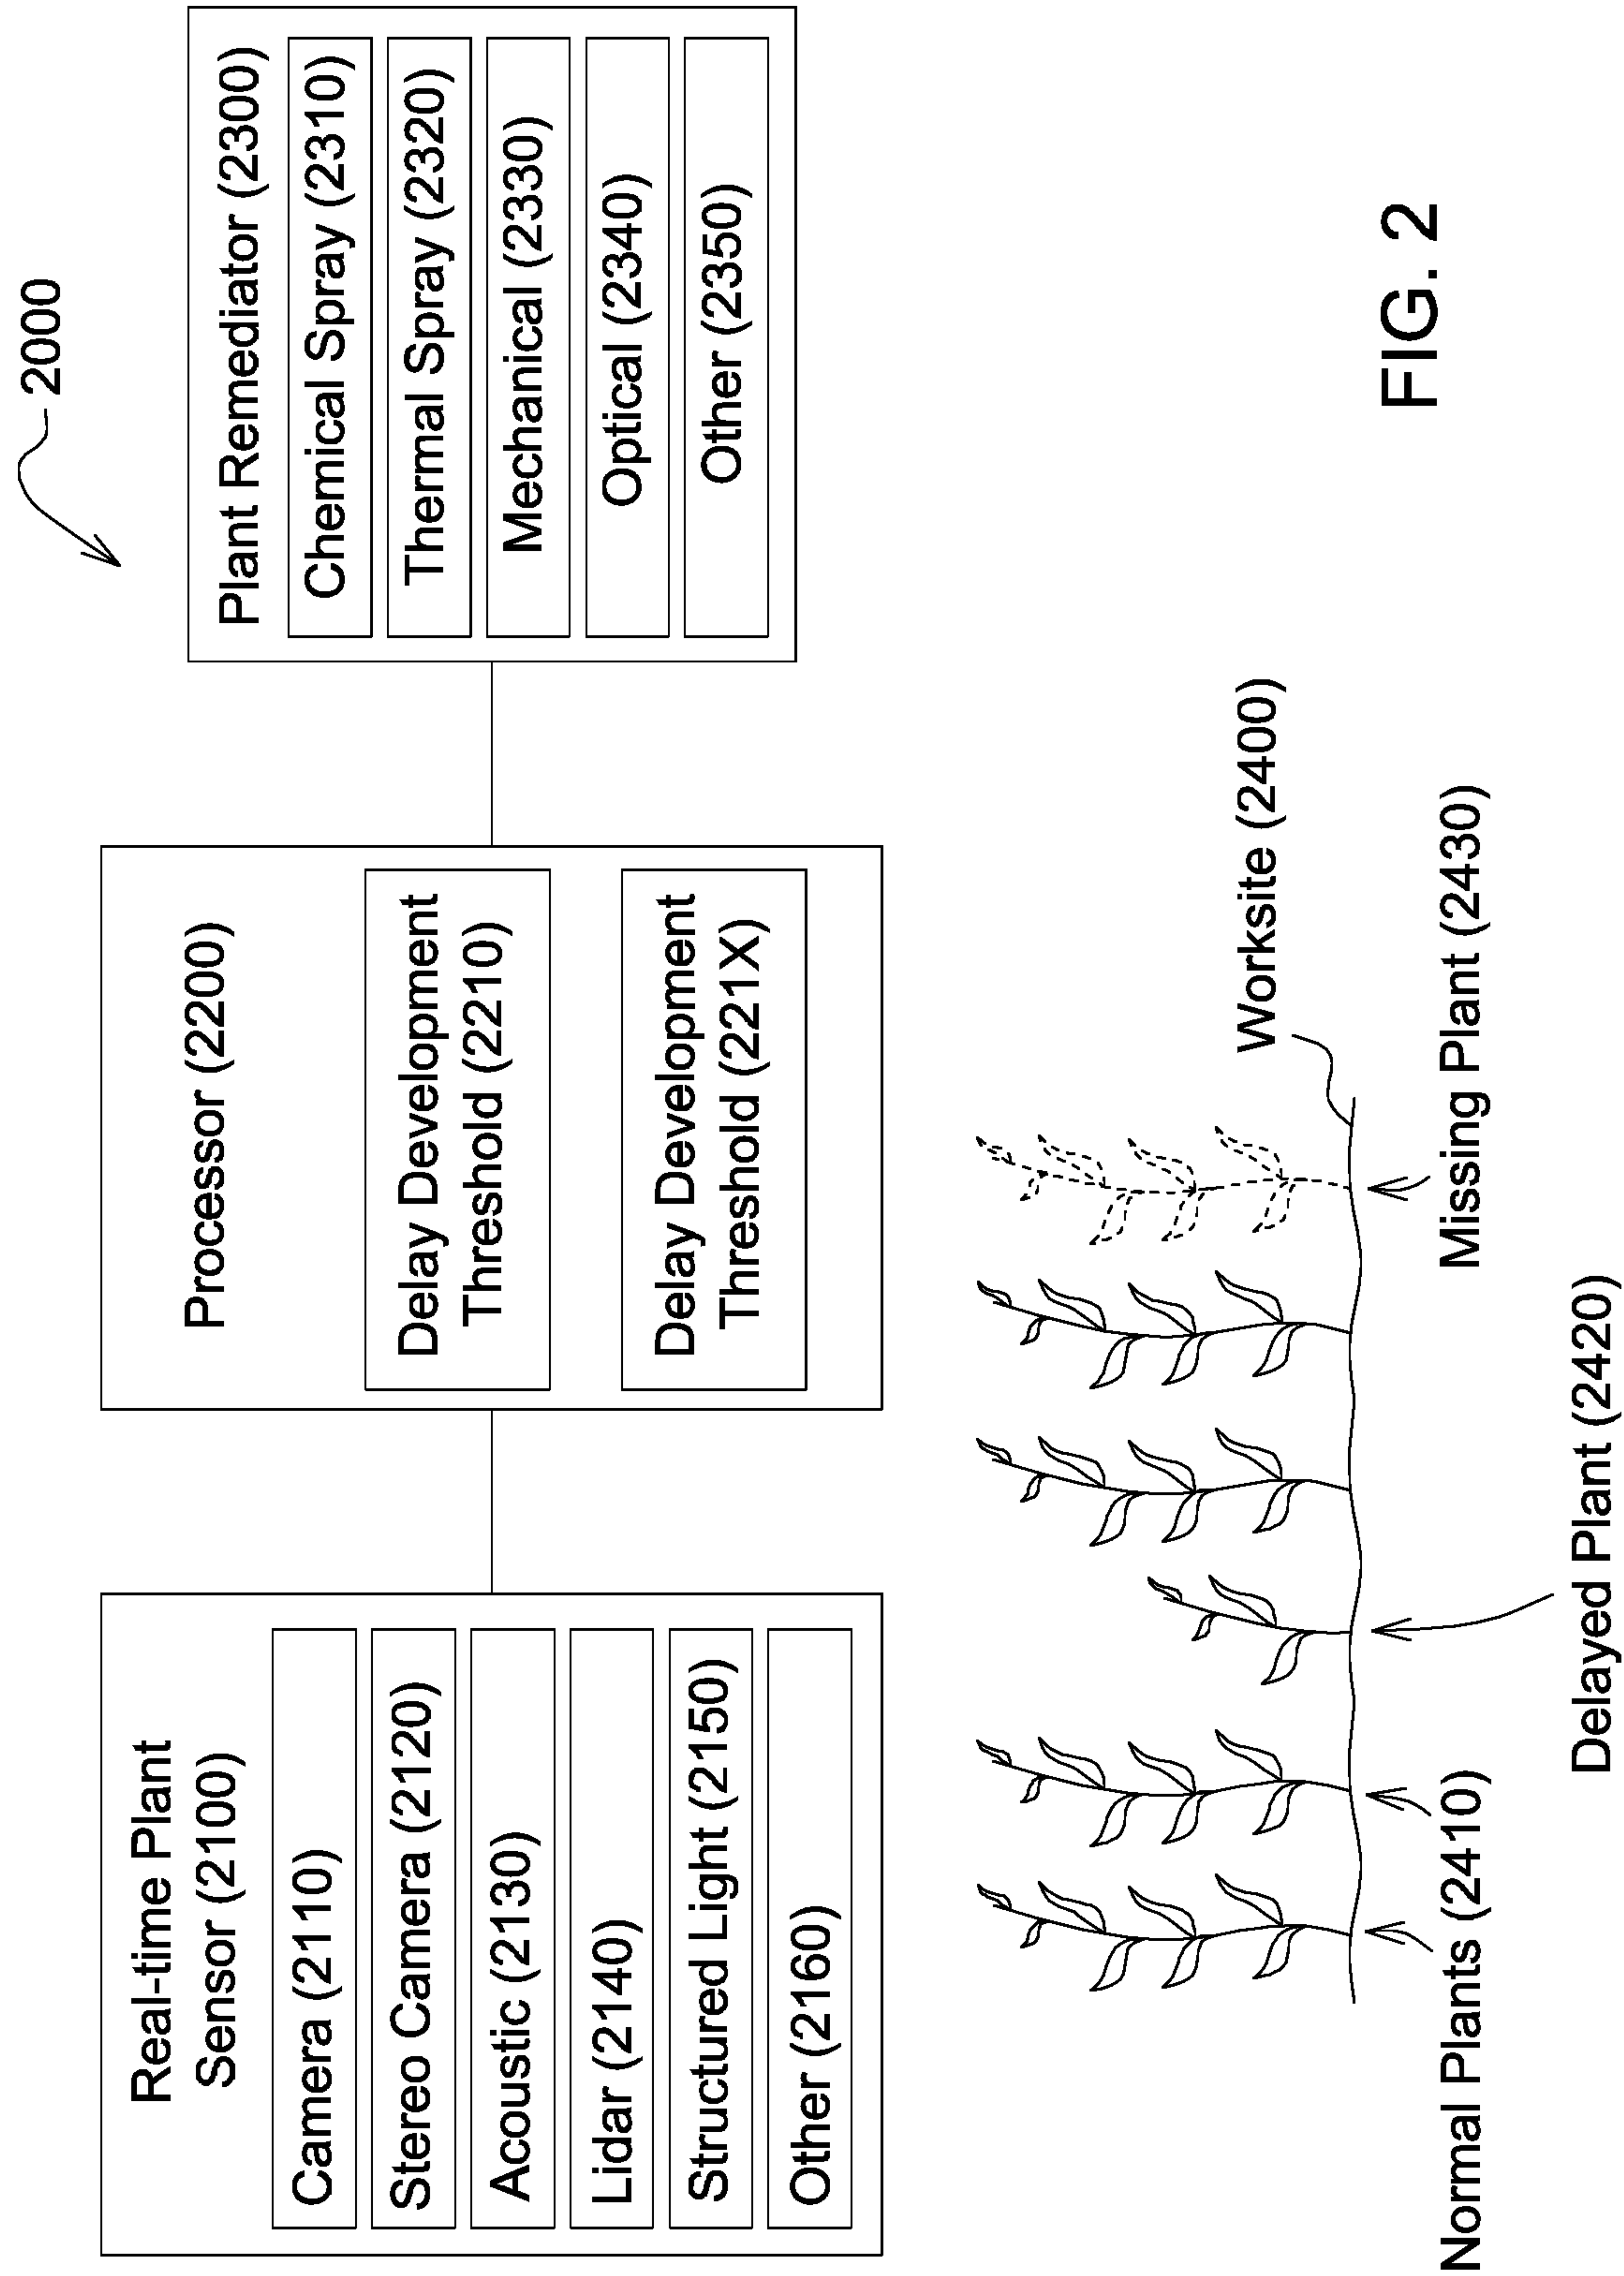 2000
Real-time Plant
Sensor (2100)
Camera (2110)
Stereo Camera (2120)
Acoustic (2130)
Lidar (2140)
Structured Light (2150)
Other (2160)
Processor (2200)
Delay Development
Threshold (2210)
Delay Development
Threshold (221X)
Plant Remediator (2300)
Chemical Spray (2310)
Thermal Spray (2320)
Mechanical (2330)
Optical (2340)
Other (2350)
Worksite (2400)
Normal Plants (2410)
Delayed Plant (2420)
Missing Plant (2430)
FIG. 2